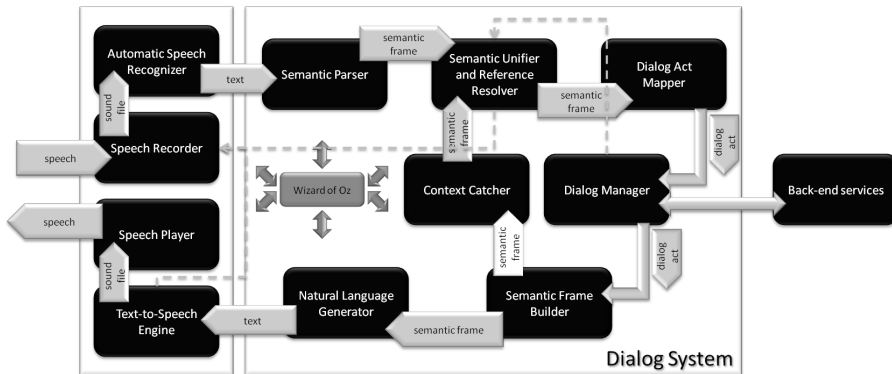 Automatic Speech
Recognizer
text
Semantic Parser
semantic
frame
Semantic Unifier
and Reference
Resolver
semantic
frame
Dialog Act
Mapper
sound
file
speech
Speech Recorder
semantic
frame
dialog
act
Wizard of Oz
Context Catcher
Dialog Manager
Back-end services
speech
Speech Player
semantic
frame
dialog
act
sound
file
Text-to-Speech
Engine
text
Natural Language
Generator
semantic frame
Semantic Frame
Builder
Dialog System